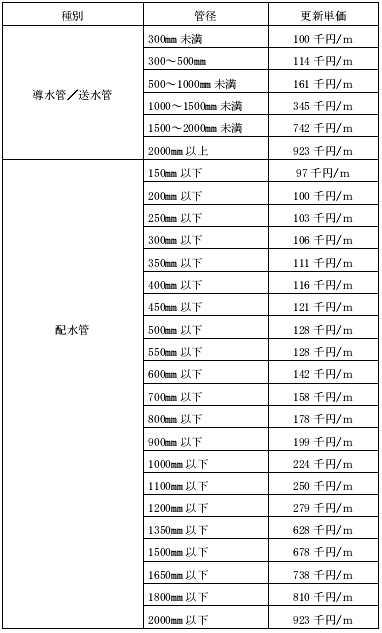 種別 管径 更新単価
導水管／送水管
300mm 未満 100 千円/m
300～500mm 114 千円/m
500～1000mm 未満 161 千円/m
1000～1500mm 未満 345 千円/m
1500～2000mm 未満 742 千円/m
2000mm 以上 923 千円/m
配水管
150mm 以下 97 千円/m
200mm 以下 100 千円/m
250mm 以下 103 千円/m
300mm 以下 106 千円/m
350mm 以下 111 千円/m
400mm 以下 116 千円/m
450mm 以下 121 千円/m
500mm 以下 128 千円/m
550mm 以下 128 千円/m
600mm 以下 142 千円/m
700mm 以下 158 千円/m
800mm 以下 178 千円/m
900mm 以下 199 千円/m
1000mm 以下 224 千円/m
1100mm 以下 250 千円/m
1200mm 以下 279 千円/m
1350mm 以下 628 千円/m
1500mm 以下 678 千円/m
1650mm 以下 738 千円/m
1800mm 以下 810 千円/m
2000mm 以下 923 千円/m